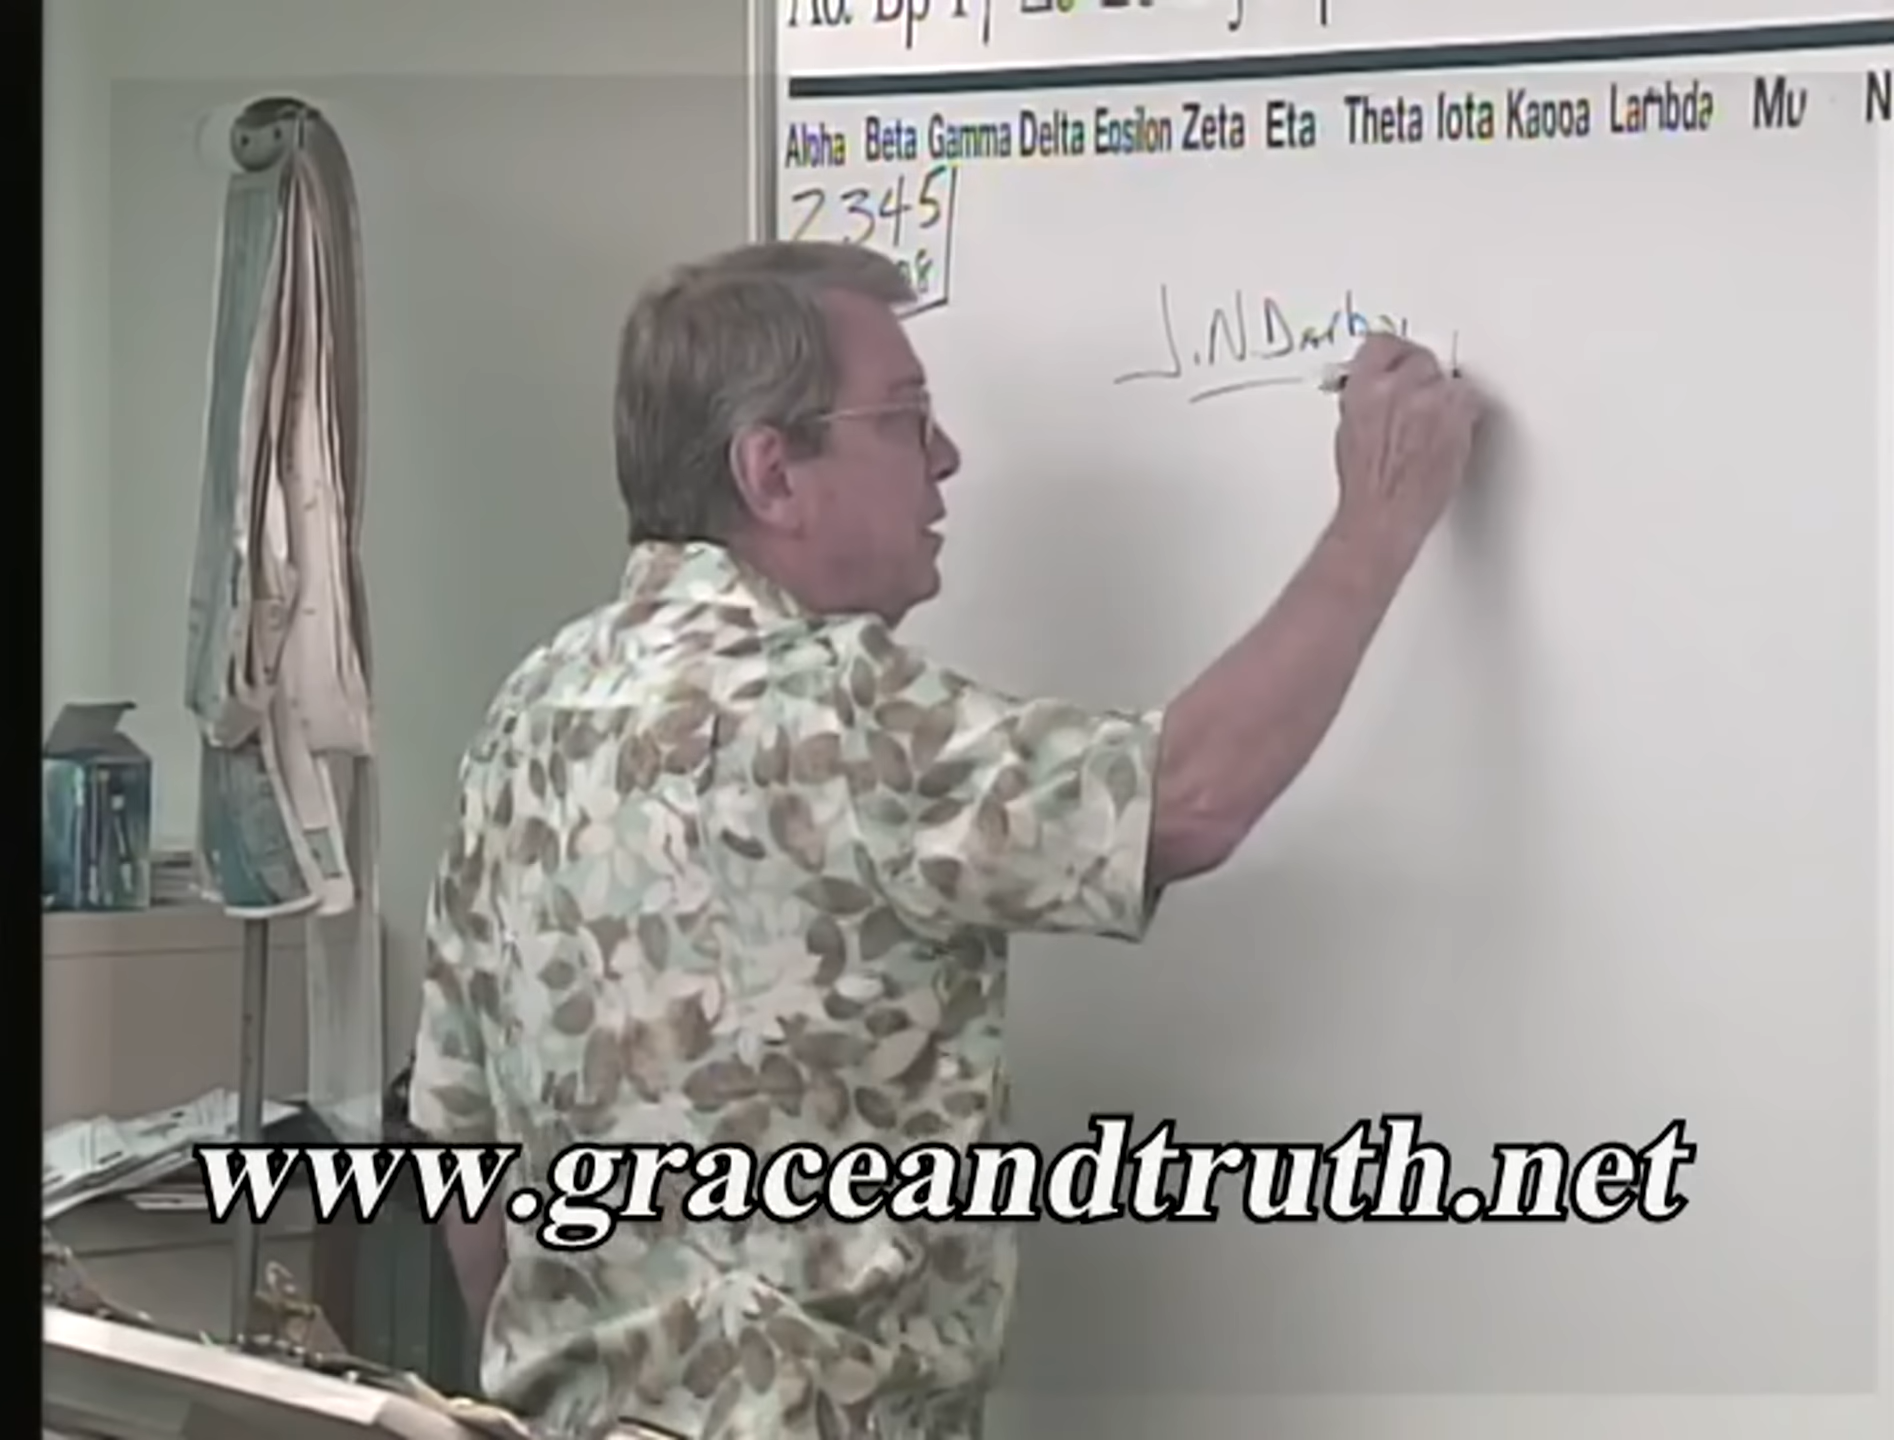 Alpha Beta Gamma Delta Epsilon Zeta Eta Theta Iota Kappa Lambda Mu N
2345
J.N Darby
www.graceandtruth.net